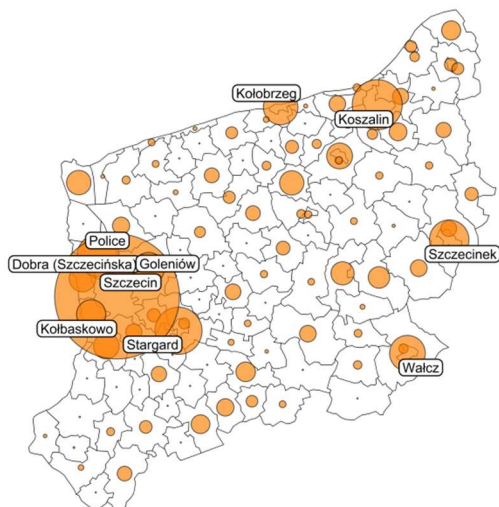 Kołobrzeg
Koszalin
Police
Szczecinek
Dobra (Szczecińska)
Goleniów
Szczecin
Kołbaskowo
Stargard
Wałcz